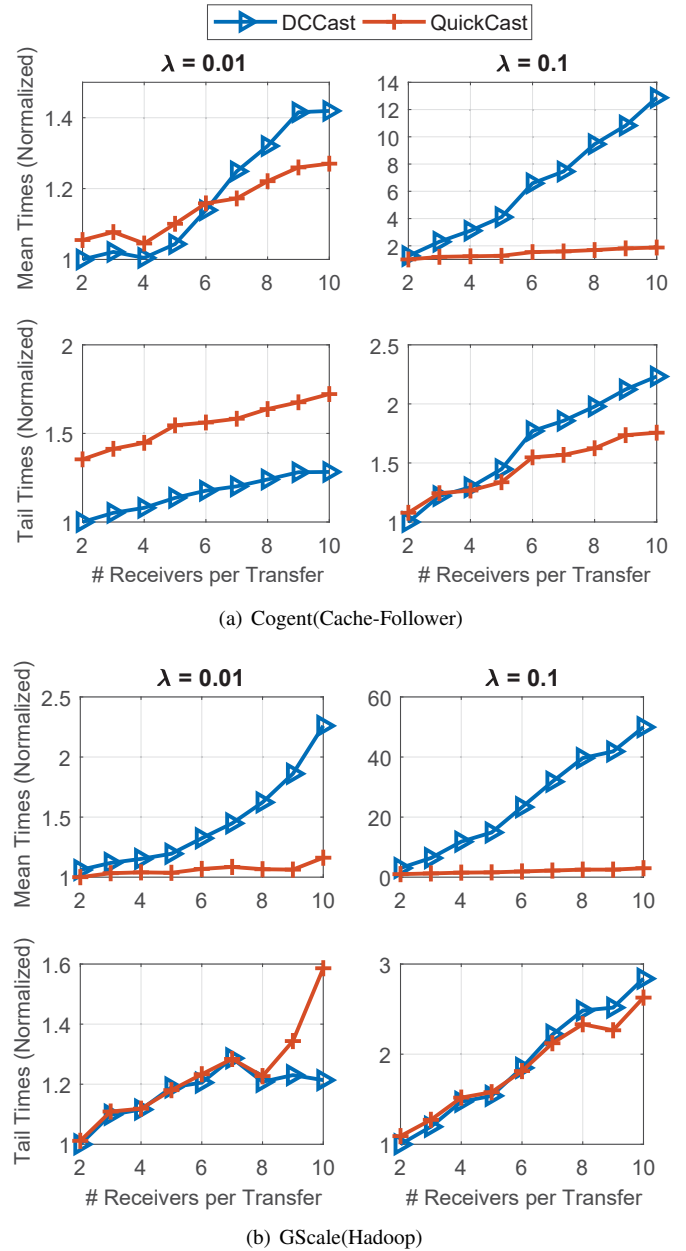 DCCast QuickCast
λ = 0.01 λ = 0.1
Mean Times (Normalized)
1.4
1.2
1
2 4 6 8 10
14
12
10
8
6
4
2
2 4 6 8 10
Tail Times (Normalized)
2
1.5
1
2 4 6 8 10
# Receivers per Transfer
2.5
2
1.5
1
2 4 6 8 10
# Receivers per Transfer
(a) Cogent(Cache-Follower)
λ = 0.01 λ = 0.1
Mean Times (Normalized)
2.5
2
1.5
1
2 4 6 8 10
60
40
20
0
2 4 6 8 10
Tail Times (Normalized)
1.6
1.4
1.2
1
2 4 6 8 10
# Receivers per Transfer
3
2
1
2 4 6 8 10
# Receivers per Transfer
(b) GScale(Hadoop)